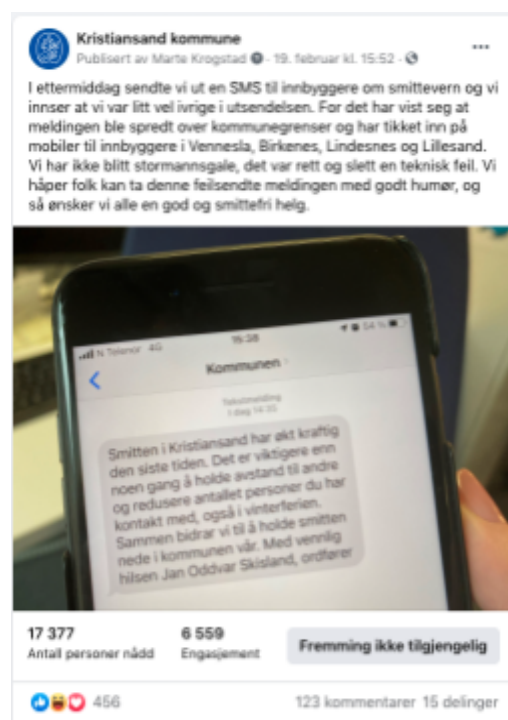 Kristiansand kommune
Publisert av Marte Krogstad · 19. februar kl. 15:52 ·
I ettermiddag sendte vi ut en SMS til innbyggere om smittevern og vi
innser at vi var litt vel ivrige i utsendelsen. For det har vist seg at
meldingen ble spredt over kommunegrenser og har tikket inn på
mobiler til innbyggere i Vennesla, Birkenes, Lindesnes og Lillesand.
Vi har ikke blitt stormannsgale, det var rett og slett en teknisk feil. Vi
håper folk kan ta denne feilsendte meldingen med godt humør, og
så ønsker vi alle en god og smittefri helg.
Telenor 4G 15:38 54 %
Kommunen
Tekstmelding
I dag 14:35
Smitten i Kristiansand har økt kraftig
den siste tiden. Det er viktigere enn
noen gang å holde avstand til andre
og redusere antallet personer du har
kontakt med, også i vinterferien.
Sammen bidrar vi til å holde smitten
nede i kommunen vår. Med vennlig
hilsen Jan Oddvar Skisland, ordfører
17 377 6 559 Fremming ikke tilgjengelig
Antall personer nådd Engasjement
456 123 kommentarer 15 delinger